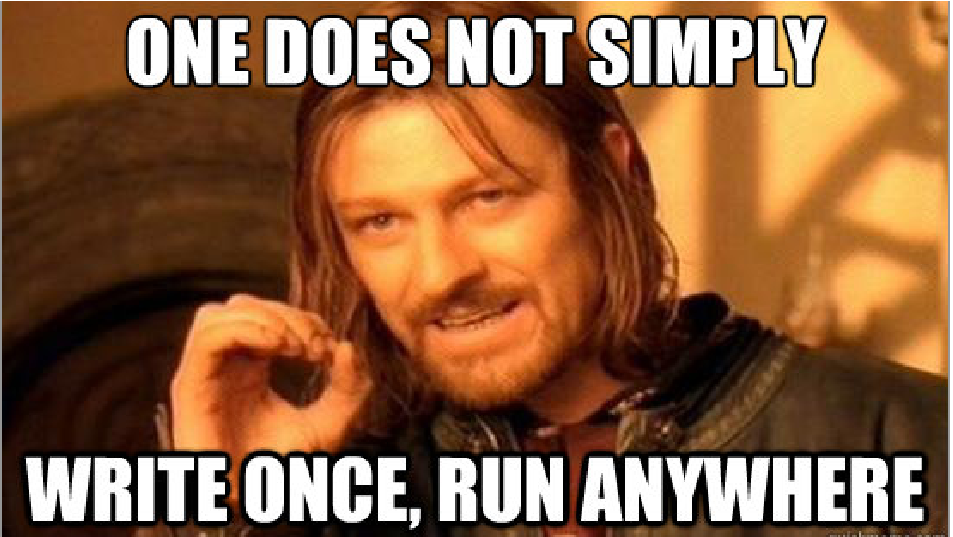 ONE DOES NOT SIMPLY
WRITE ONCE, RUN ANYWHERE